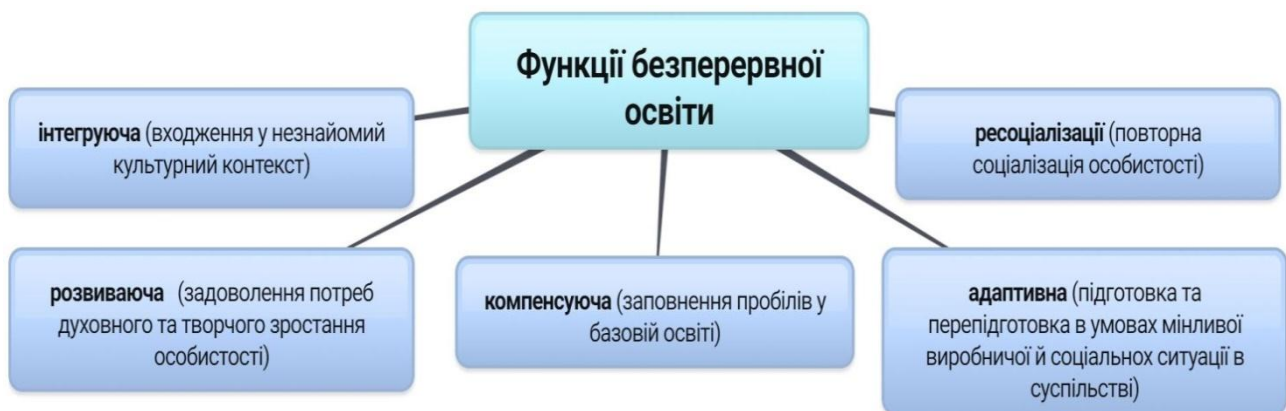 Функції безперервної
освіти
інтегруюча (входження у незнайомий
культурний контекст)
ресоціалізації (повторна
соціалізація особистості)
розвиваюча (задоволення потреб
духовного та творчого зростання
особистості)
компенсуюча (заповнення пробілів у
базовій освіті)
адаптивна (підготовка та
перепідготовка в умовах мінливої
виробничої й соціальнох ситуації в
суспільстві)